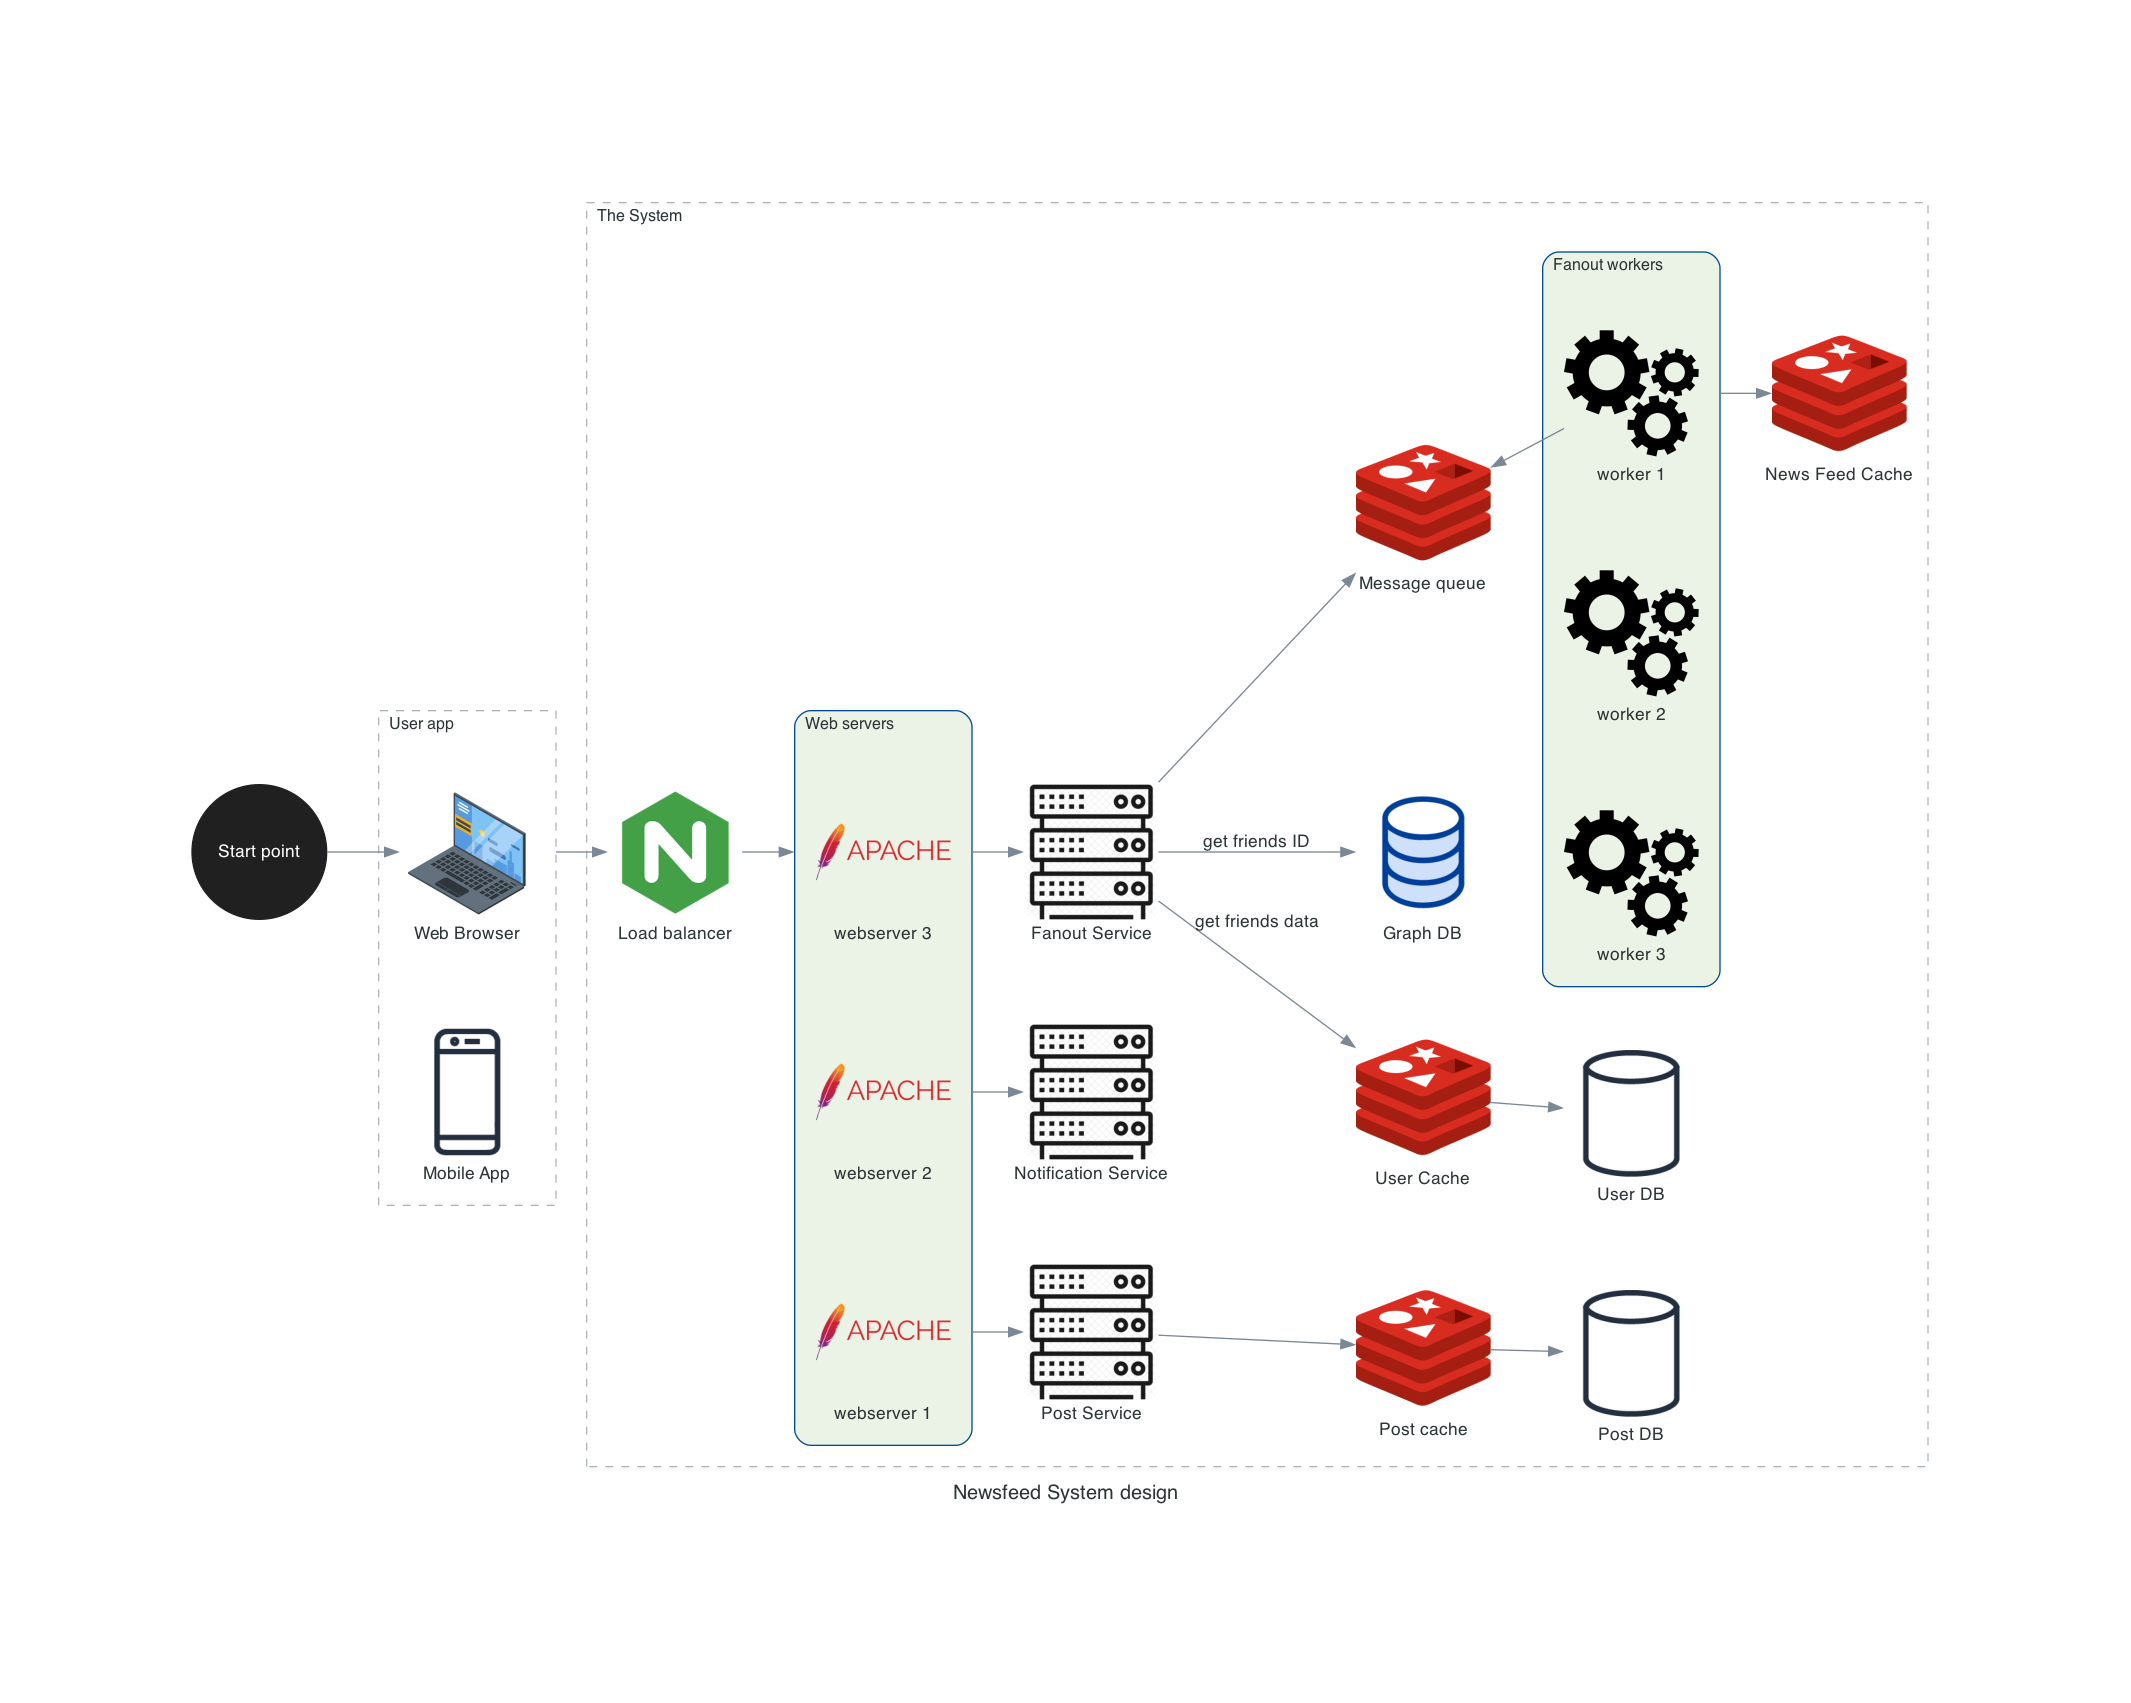 The System
Fanout workers
worker 1
News Feed Cache
Message queue
worker 2
User app
Web servers
Start point
APACHE
get friends ID
get friends data
Web Browser
Load balancer
webserver 3
Fanout Service
Graph DB
worker 3
APACHE
Mobile App
webserver 2
Notification Service
User Cache
User DB
APACHE
webserver 1
Post Service
Post cache
Post DB
Newsfeed System design